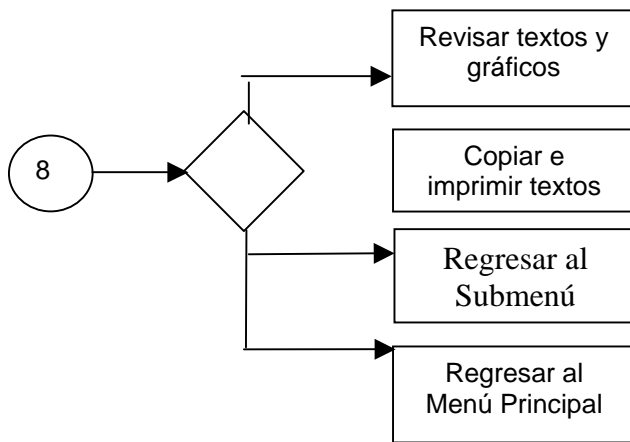 Revisar textos y
gráficos
8
Copiar e
imprimir textos
Regresar al
Submenú
Regresar al
Menú Principal